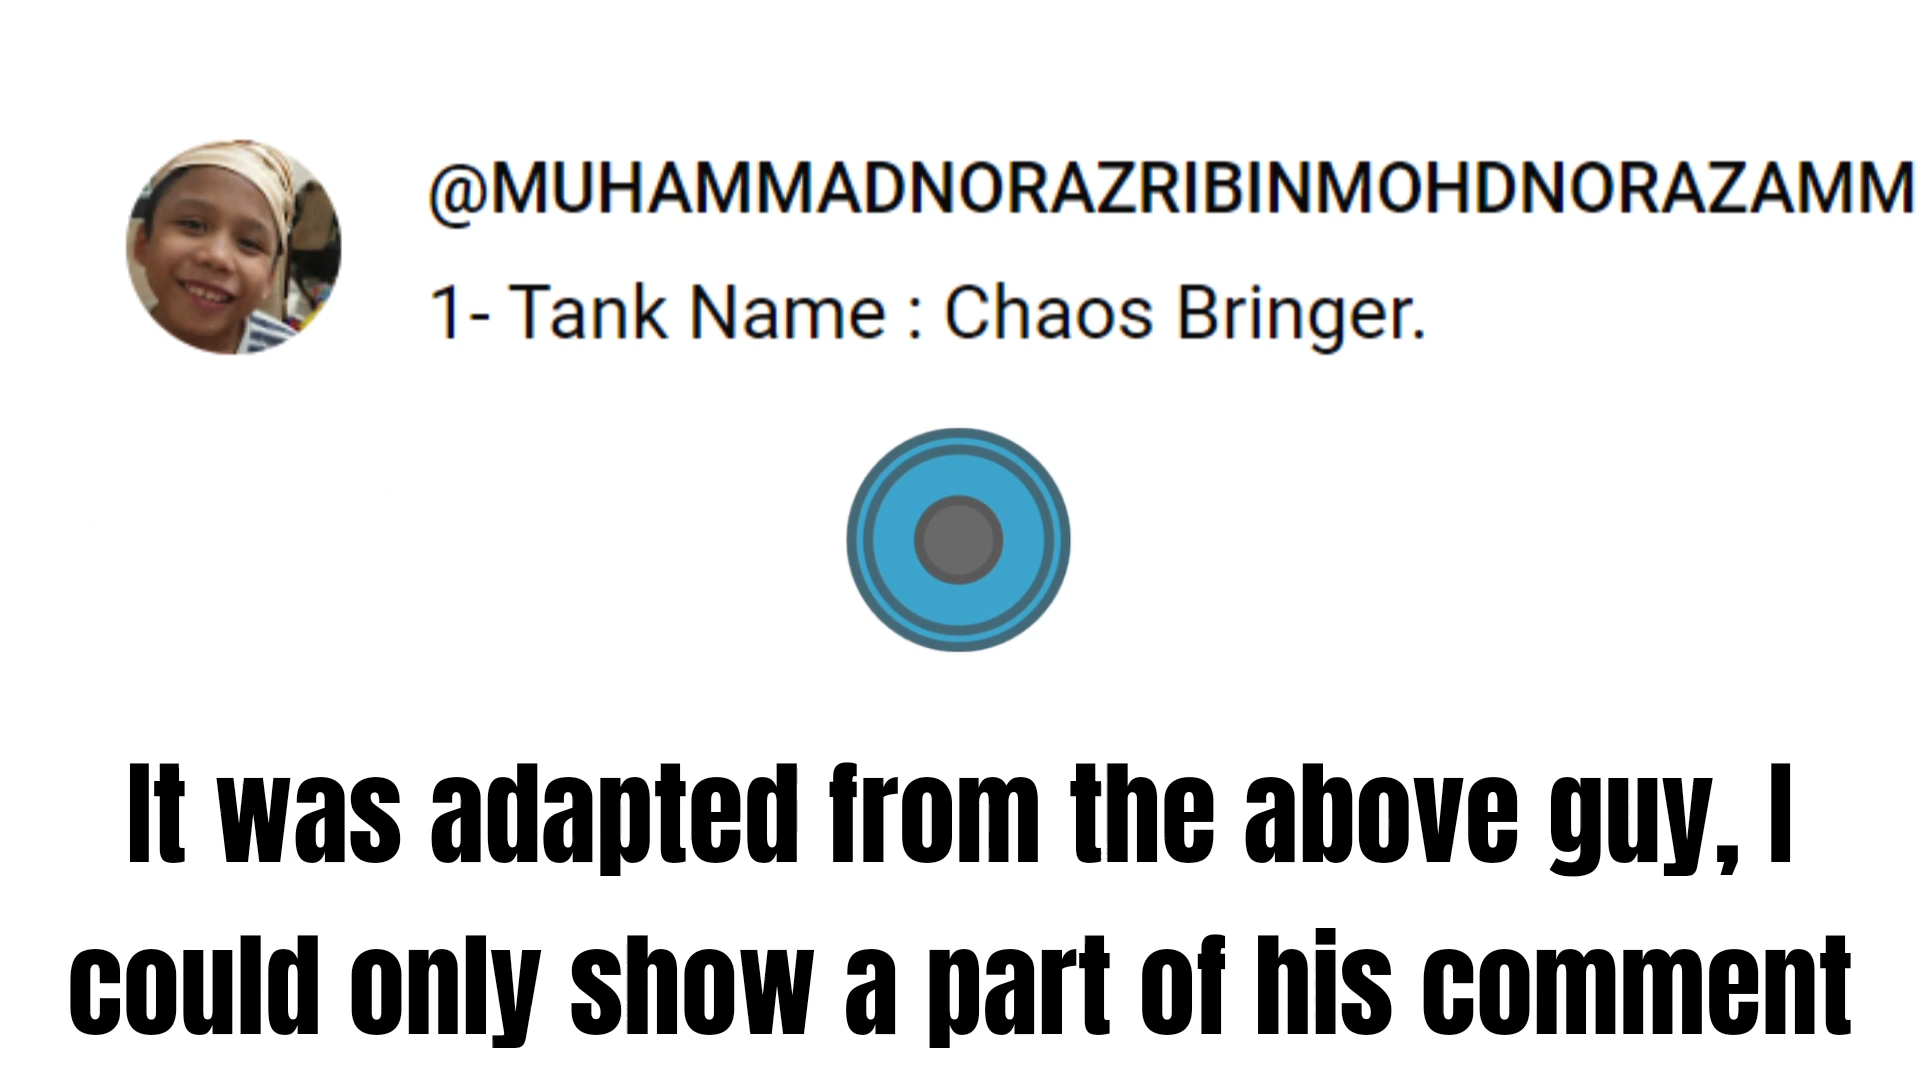 @MUHAMMADNORAZRIBINMOHDNORAZAMM
1- Tank Name : Chaos Bringer.
It was adapted from the above guy, I
could only show a part of his comment